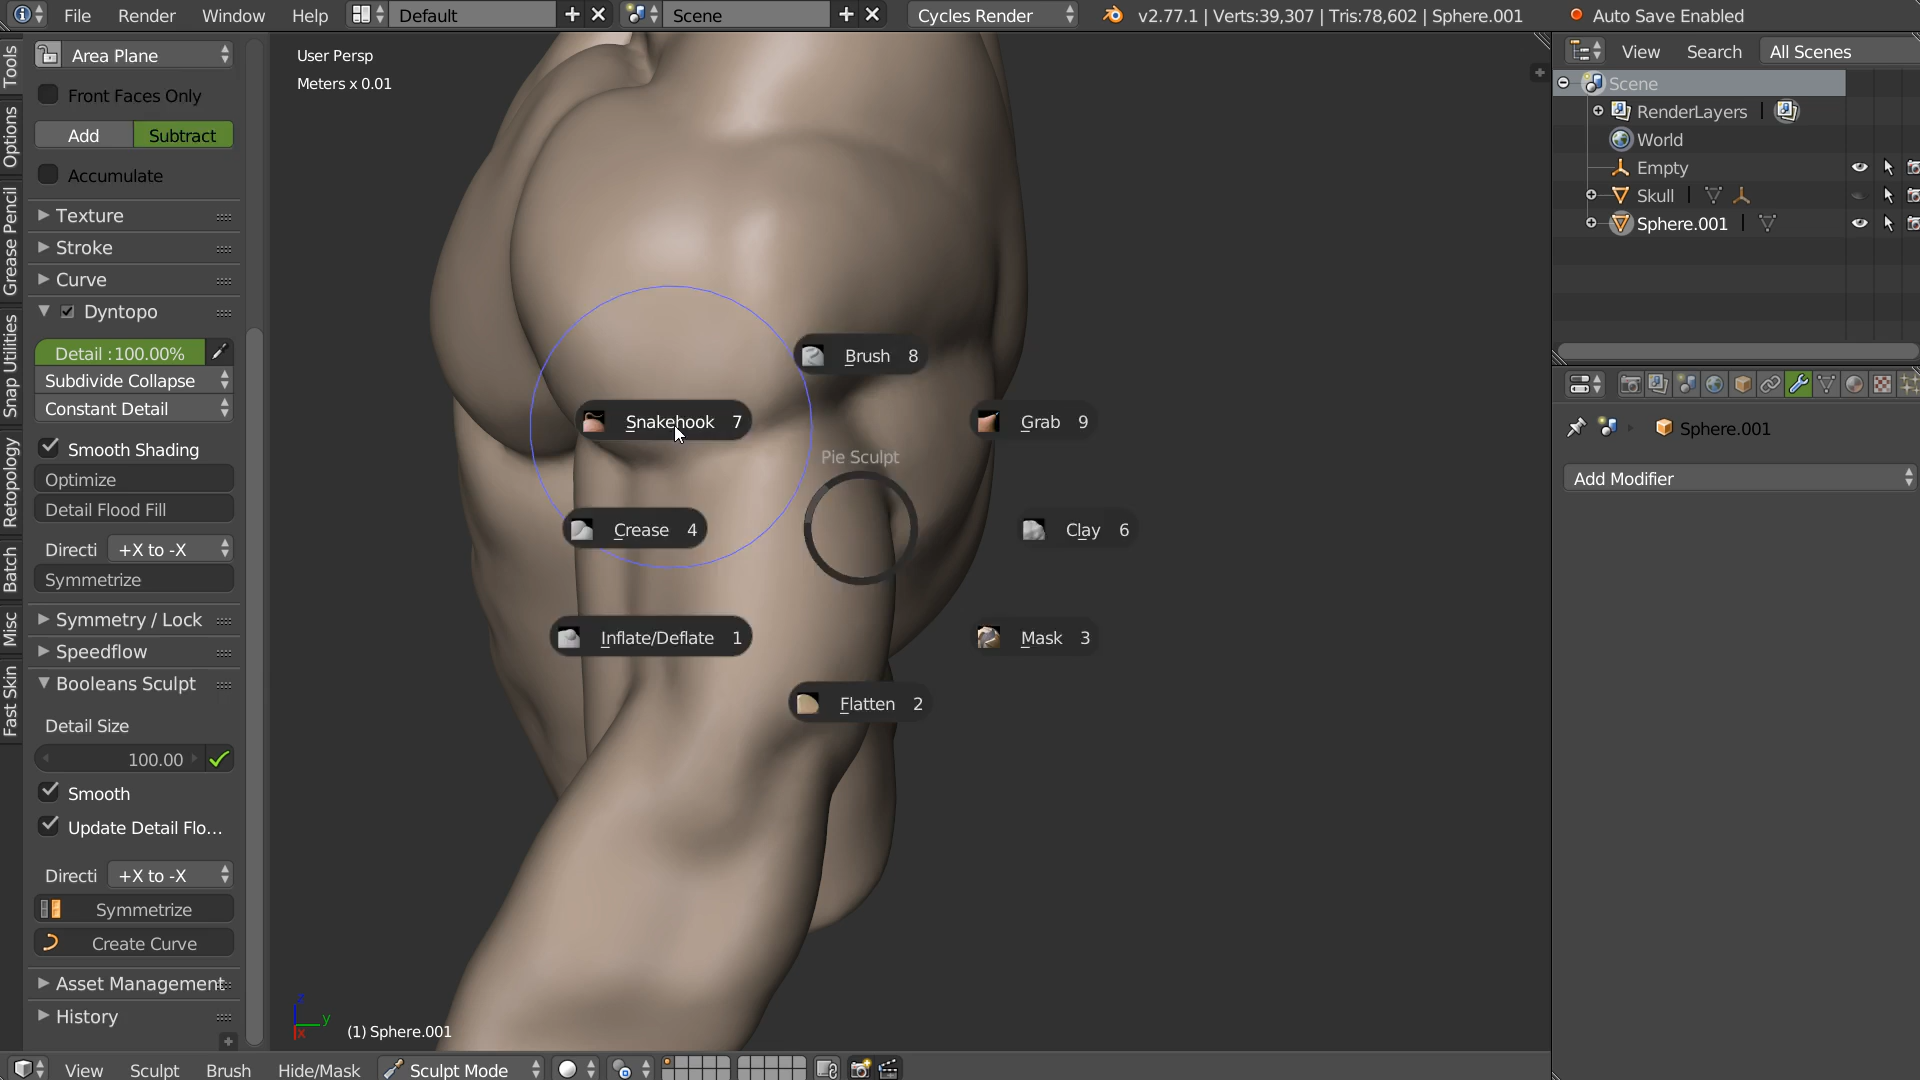 File Render Window Help Default Scene Cycles Render v2.77.1 | Verts:39,307 | Tris:78,602 | Sphere.001 Auto Save Enabled
Tools
Options
Grease Pencil
Snap Utilities
Retopology
Batch
Misc
Fast Skin
Area Plane
Front Faces Only
Add Subtract
Accumulate
Texture
Stroke
Curve
Dyntopo
Detail :100.00%
Subdivide Collapse
Constant Detail
Smooth Shading
Optimize
Detail Flood Fill
Directi +X to -X
Symmetrize
Symmetry / Lock
Speedflow
Booleans Sculpt
Detail Size
100.00
Smooth
Update Detail Flo...
Directi +X to -X
Symmetrize
Create Curve
Asset Management
History
User Persp
Meters x 0.01
Brush 8
Snakehook 7
Grab 9
Pie Sculpt
Crease 4
Clay 6
Inflate/Deflate 1
Mask 3
Flatten 2
z
y
x
(1) Sphere.001
View Sculpt Brush Hide/Mask Sculpt Mode
View Search All Scenes
Scene
RenderLayers
World
Empty
Skull
Sphere.001
Sphere.001
Add Modifier